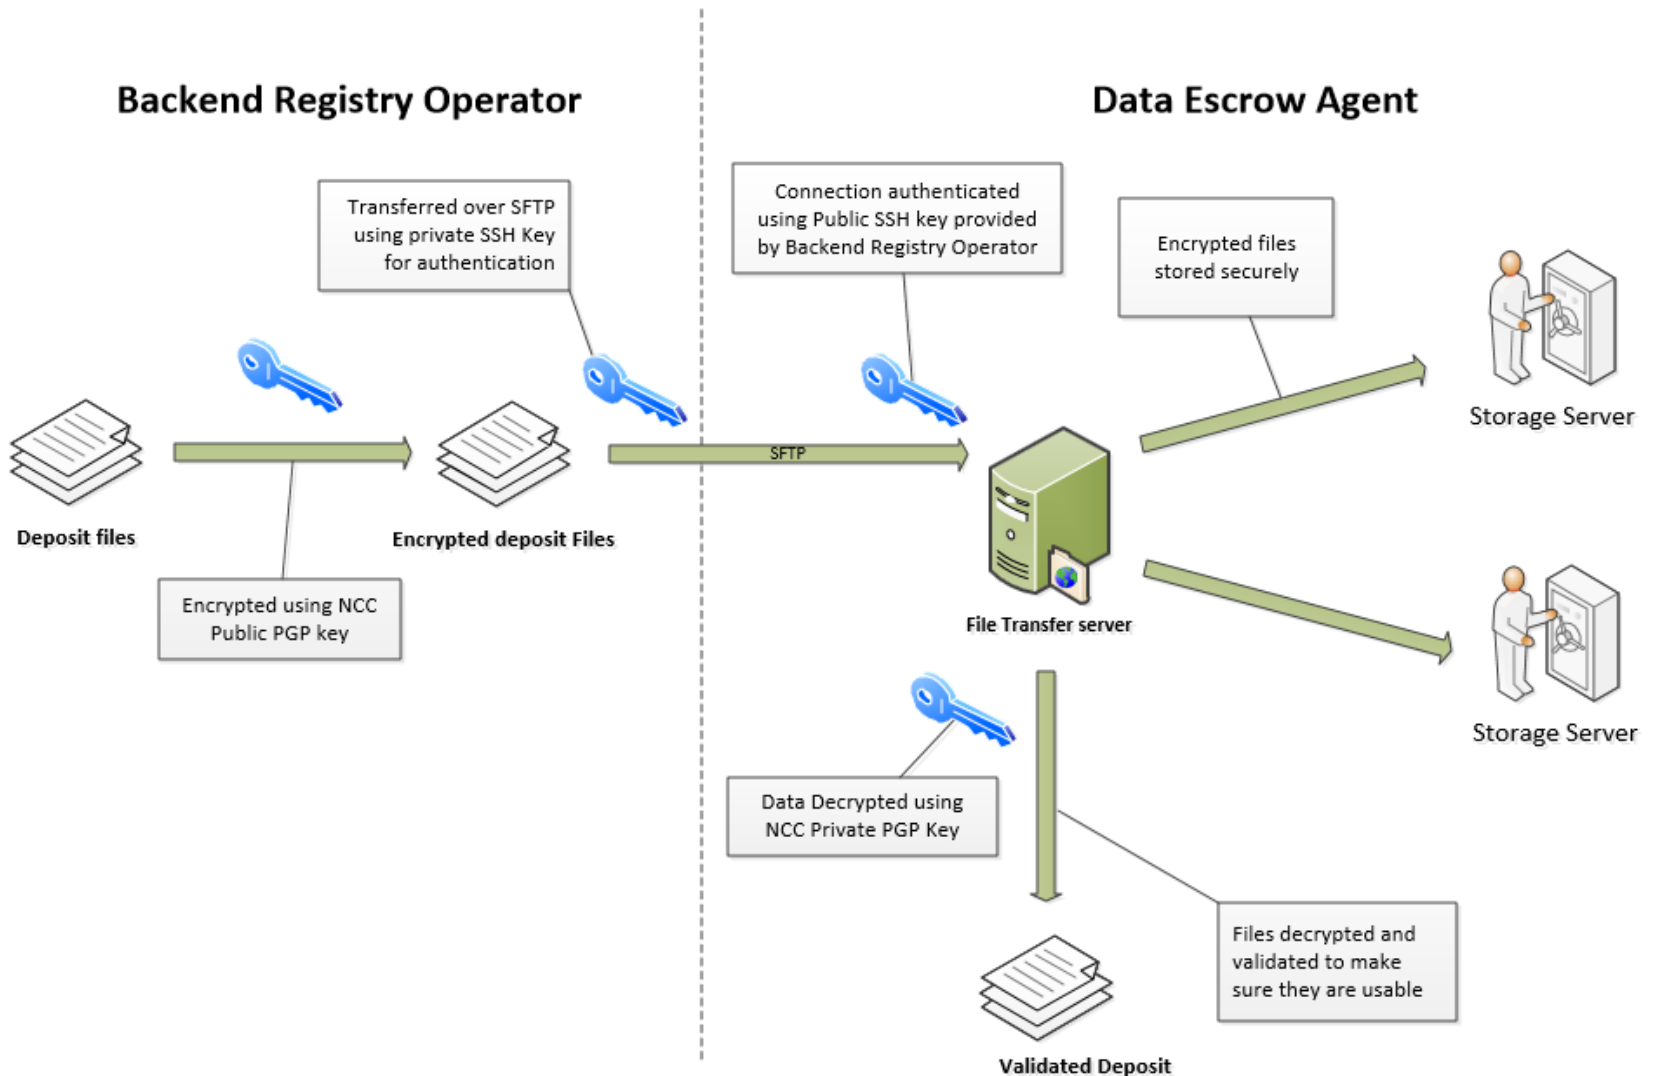 Backend Registry Operator
Data Escrow Agent
Transferred over SFTP
using private SSH Key
for authentication
Connection authenticated
using Public SSH key provided
by Backend Registry Operator
Encrypted files
stored securely
Storage Server
SFTP
Deposit files
Encrypted deposit Files
Encrypted using NCC
Public PGP key
File Transfer server
Storage Server
Data Decrypted using
NCC Private PGP Key
Files decrypted and
validated to make
sure they are usable
Validated Deposit